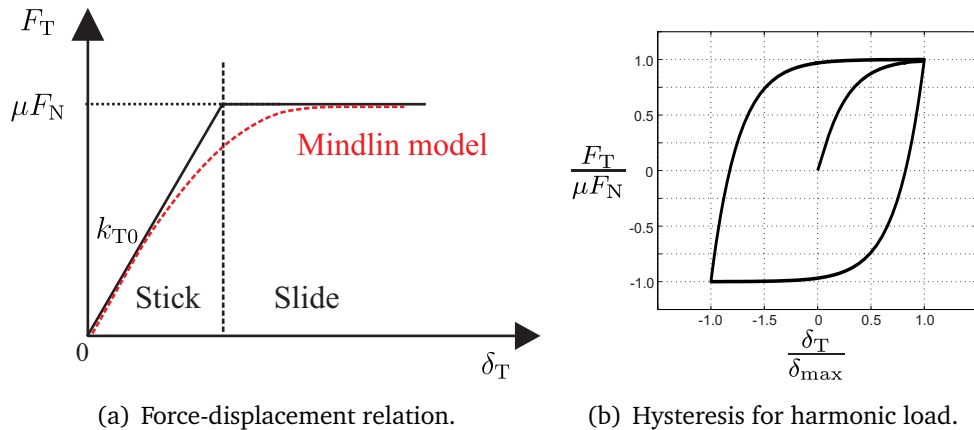 F_T
μF_N
Mindlin model
k_T0
Stick
Slide
0
δ_T
(a) Force-displacement relation.
1.0
0.5
F_T
μF_N
0
-0.5
-1.0
-1.0
-1.5
0
0.5
1.0
δ_T
δ_max
(b) Hysteresis for harmonic load.